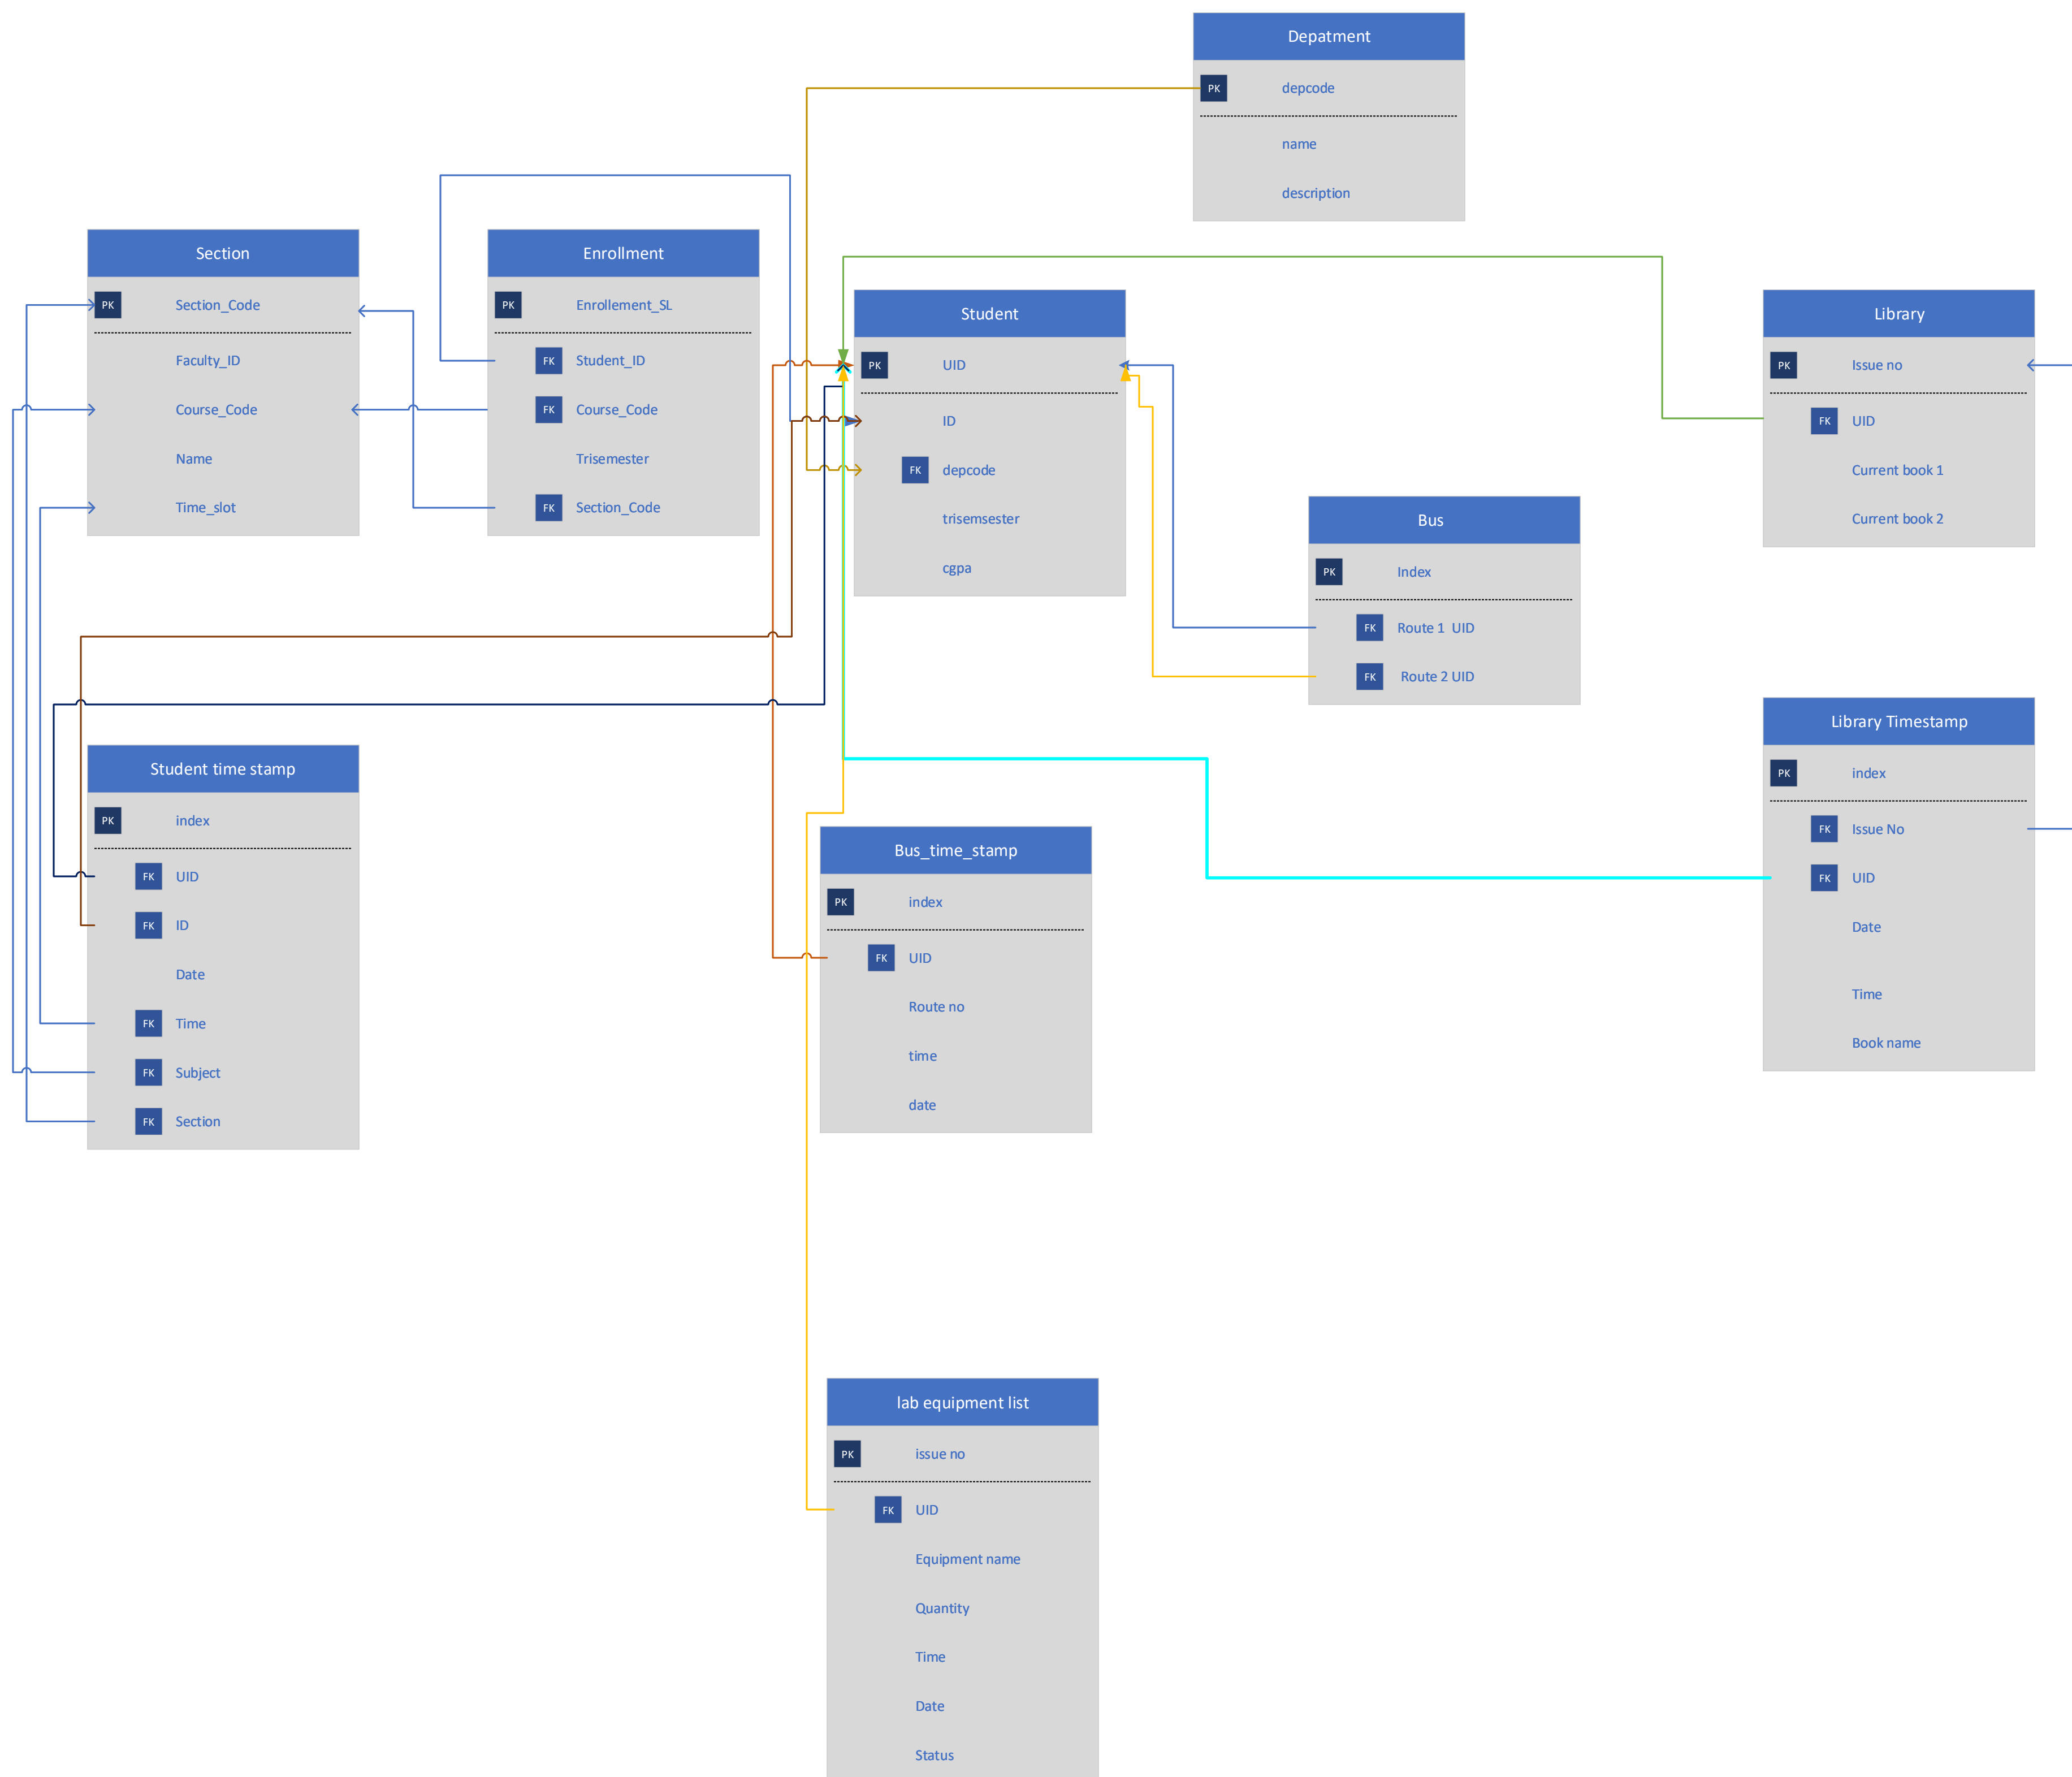 Depatment
PK depcode
name
description
Section
PK Section_Code
Faculty_ID
Course_Code
Name
Time_slot
Enrollment
PK Enrollement_SL
FK Student_ID
FK Course_Code
Trisemester
FK Section_Code
Student
PK UID
ID
FK depcode
trisemsester
cgpa
Library
PK Issue no
FK UID
Current book 1
Current book 2
Bus
PK Index
FK Route 1 UID
FK Route 2 UID
Library Timestamp
PK index
FK Issue No
FK UID
Date
Time
Book name
Student time stamp
PK index
FK UID
FK ID
Date
FK Time
FK Subject
FK Section
Bus_time_stamp
PK index
FK UID
Route no
time
date
lab equipment list
PK issue no
FK UID
Equipment name
Quantity
Time
Date
Status